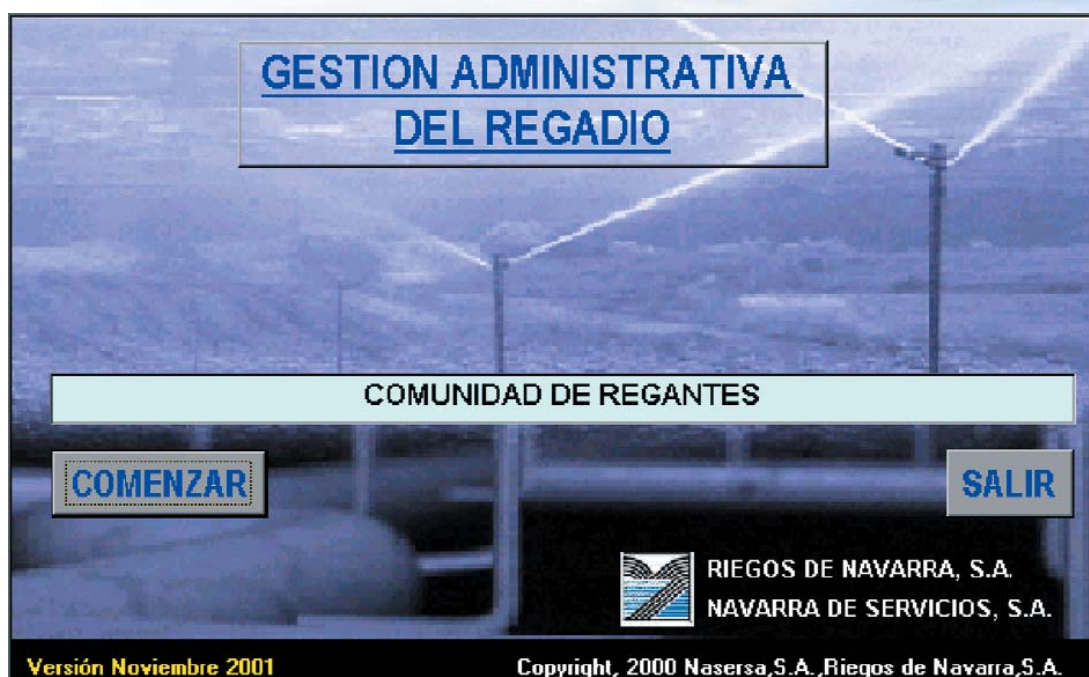 GESTION ADMINISTRATIVA
DEL REGADIO
COMUNIDAD DE REGANTES
COMENZAR
SALIR
RIEGOS DE NAVARRA, S.A.
NAVARRA DE SERVICIOS, S.A.
Versión Noviembre 2001
Copyright, 2000 Nasersa,S.A.,Riegos de Navarra,S.A.